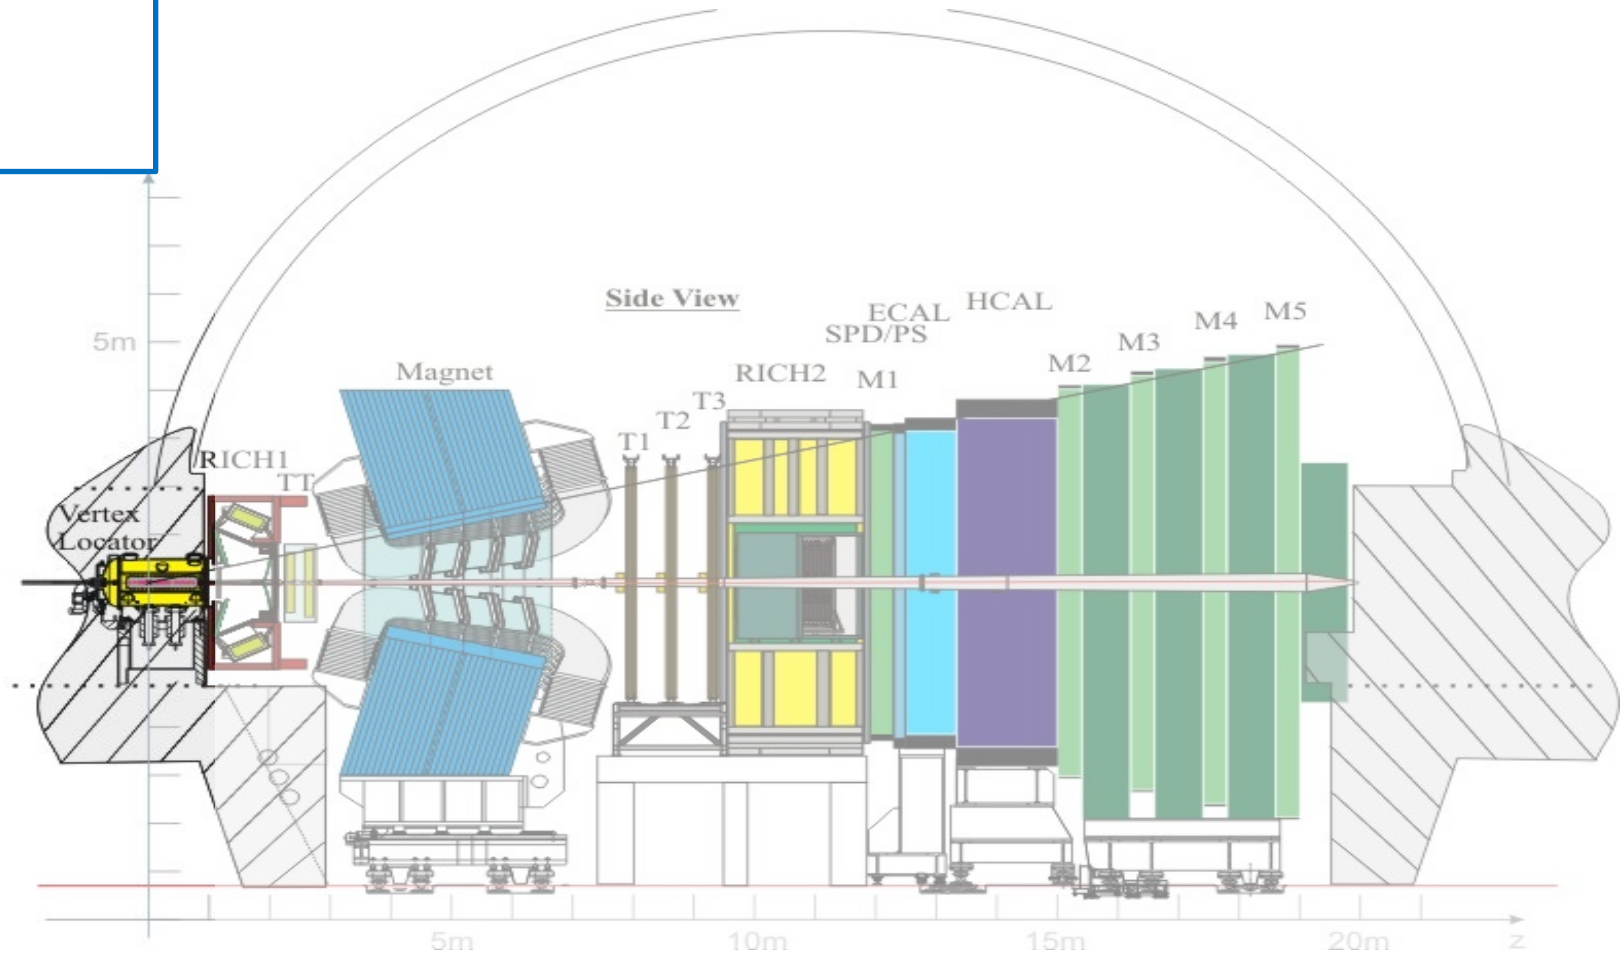 Side View
ECAL
HCAL
SPD/PS
M3
M4
M5
5m
M2
Magnet
RICH2
M1
T3
T2
T1
RICH1
TT
Vertex
Locator
5m
10m
15m
20m
z